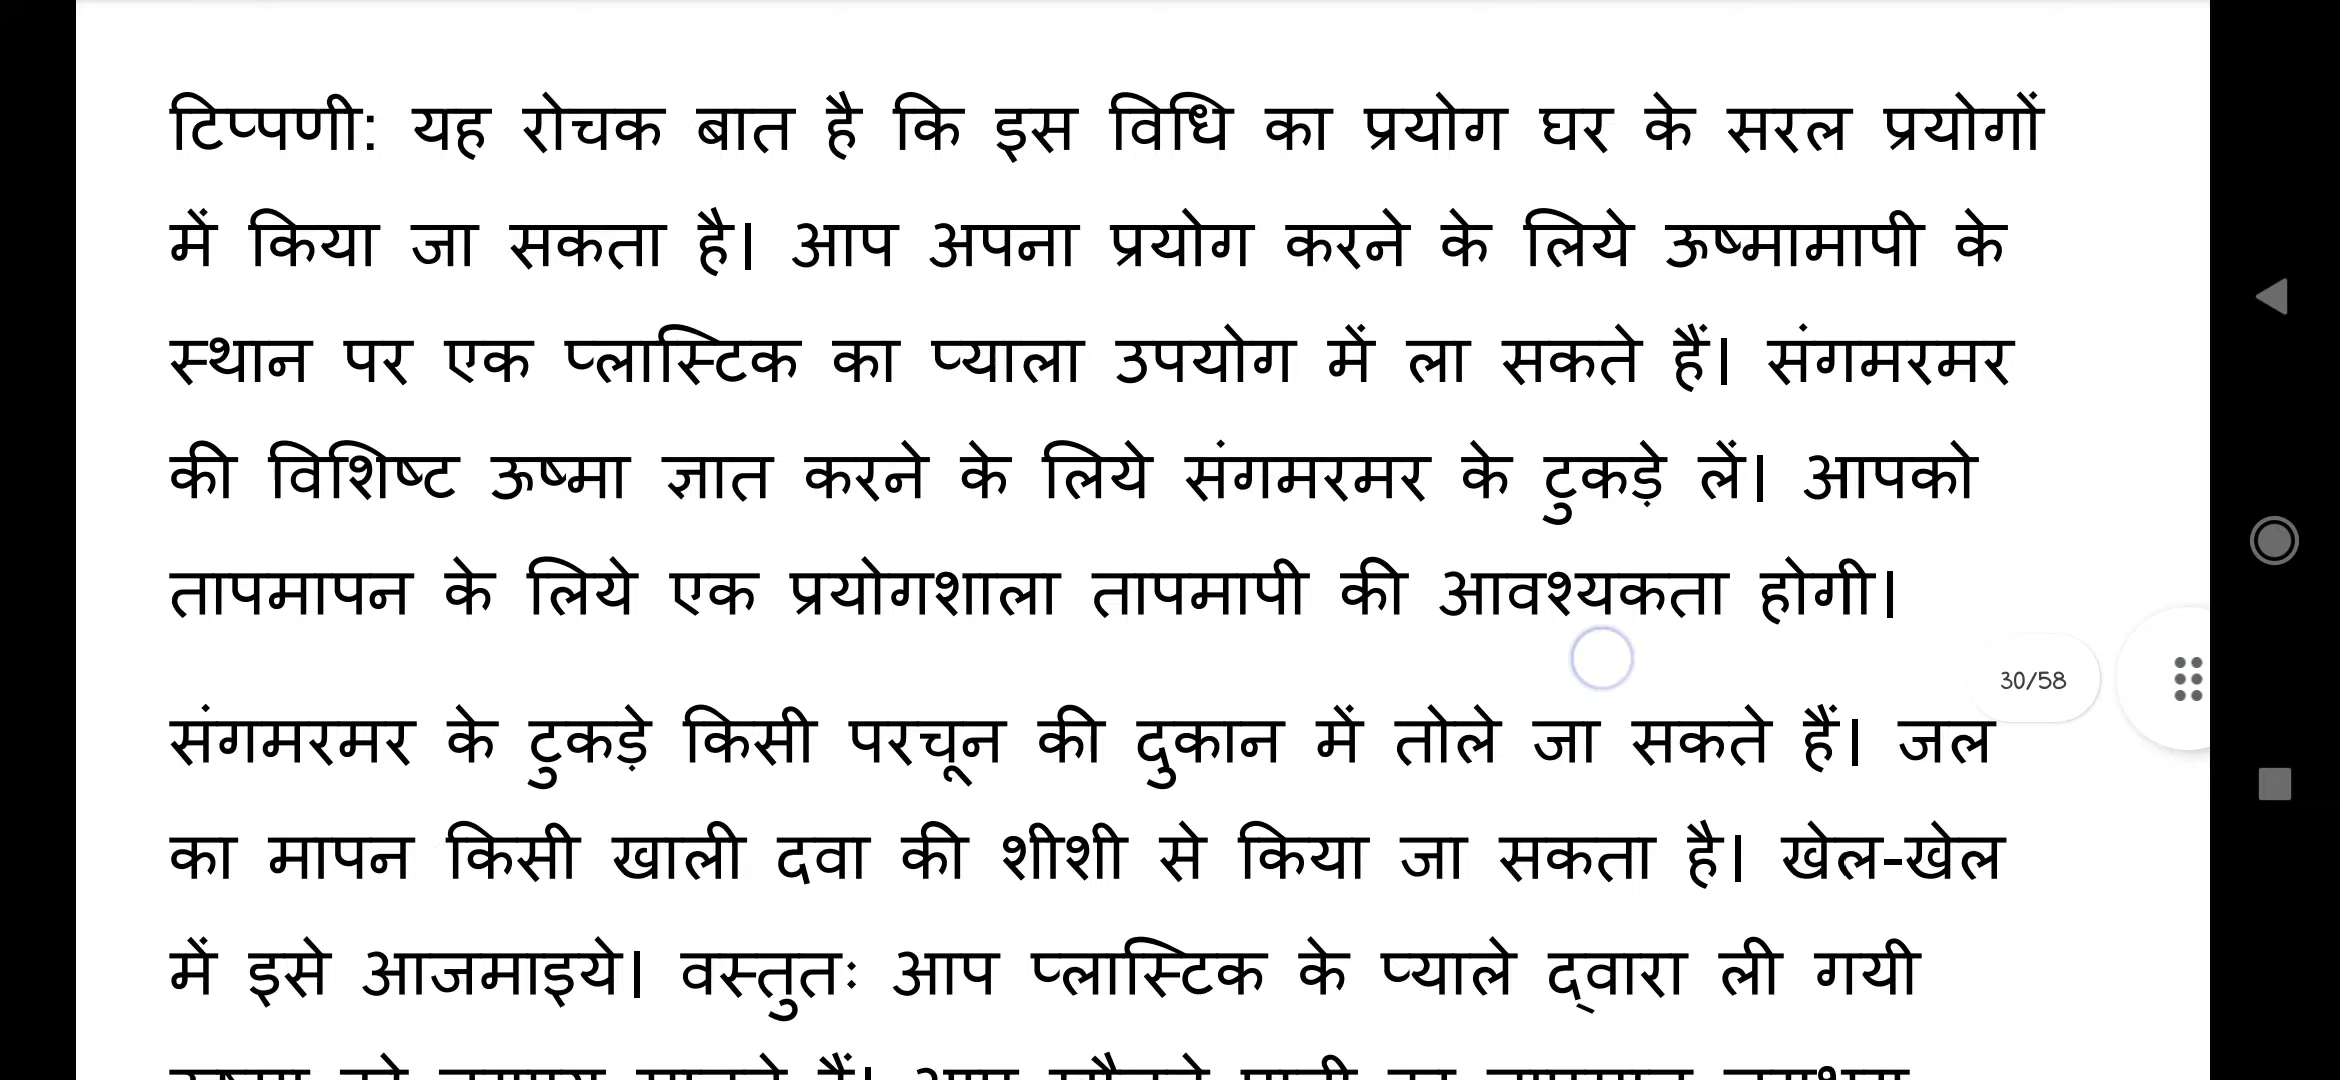 टिप्पणी: यह रोचक बात है कि इस विधि का प्रयोग घर के सरल प्रयोगों
में किया जा सकता है। आप अपना प्रयोग करने के लिये ऊष्मामापी के
स्थान पर एक प्लास्टिक का प्याला उपयोग में ला सकते हैं। संगमरमर
की विशिष्ट ऊष्मा ज्ञात करने के लिये संगमरमर के टुकड़े लें। आपको
तापमापन के लिये एक प्रयोगशाला तापमापी की आवश्यकता होगी।
30/58
संगमरमर के टुकड़े किसी परचून की दुकान में तोले जा सकते हैं। जल
का मापन किसी खाली दवा की शीशी से किया जा सकता है। खेल-खेल
में इसे आजमाइये। वस्तुतः आप प्लास्टिक के प्याले द्वारा ली गयी